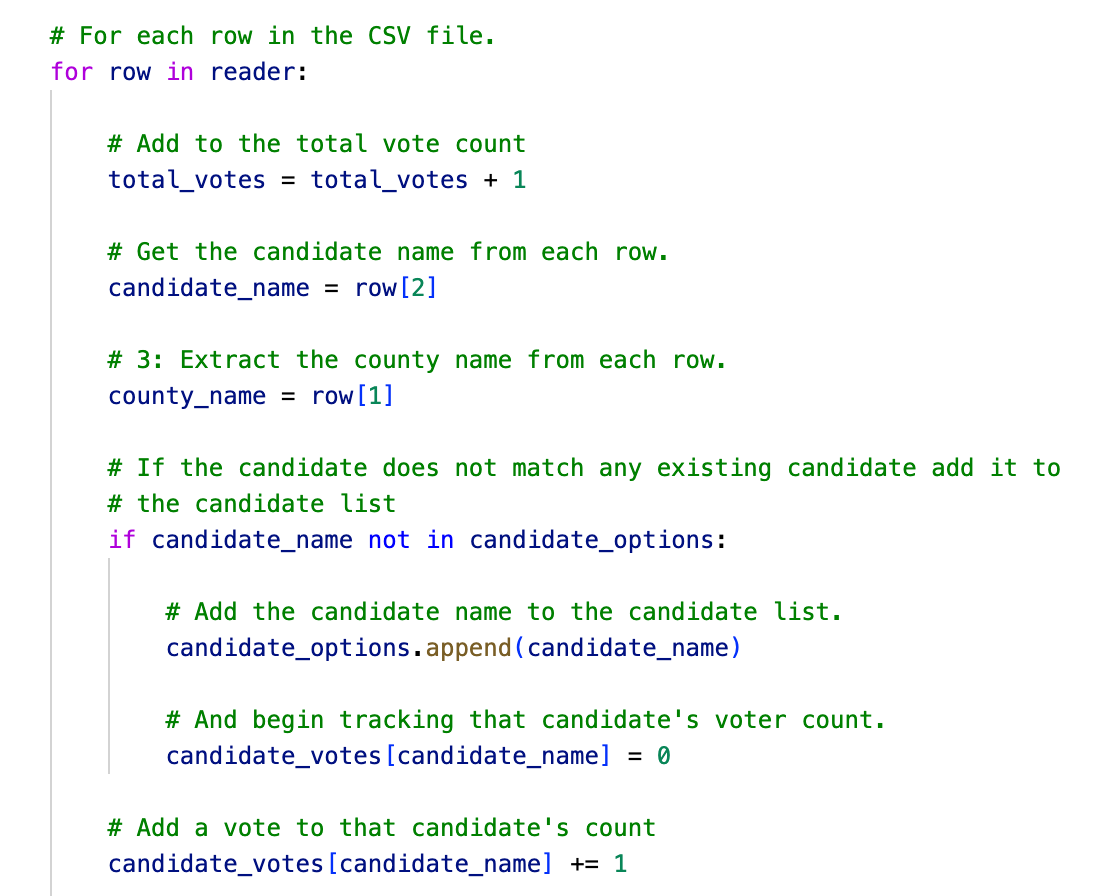 # For each row in the CSV file.
for row in reader:
# Add to the total vote count
total_votes = total_votes + 1
# Get the candidate name from each row.
candidate_name = row[2]
# 3: Extract the county name from each row.
county_name = row[1]
# If the candidate does not match any existing candidate add it to
# the candidate list
if candidate_name not in candidate_options:
# Add the candidate name to the candidate list.
candidate_options.append(candidate_name)
# And begin tracking that candidate's voter count.
candidate_votes[candidate_name] = 0
# Add a vote to that candidate's count
candidate_votes[candidate_name] += 1